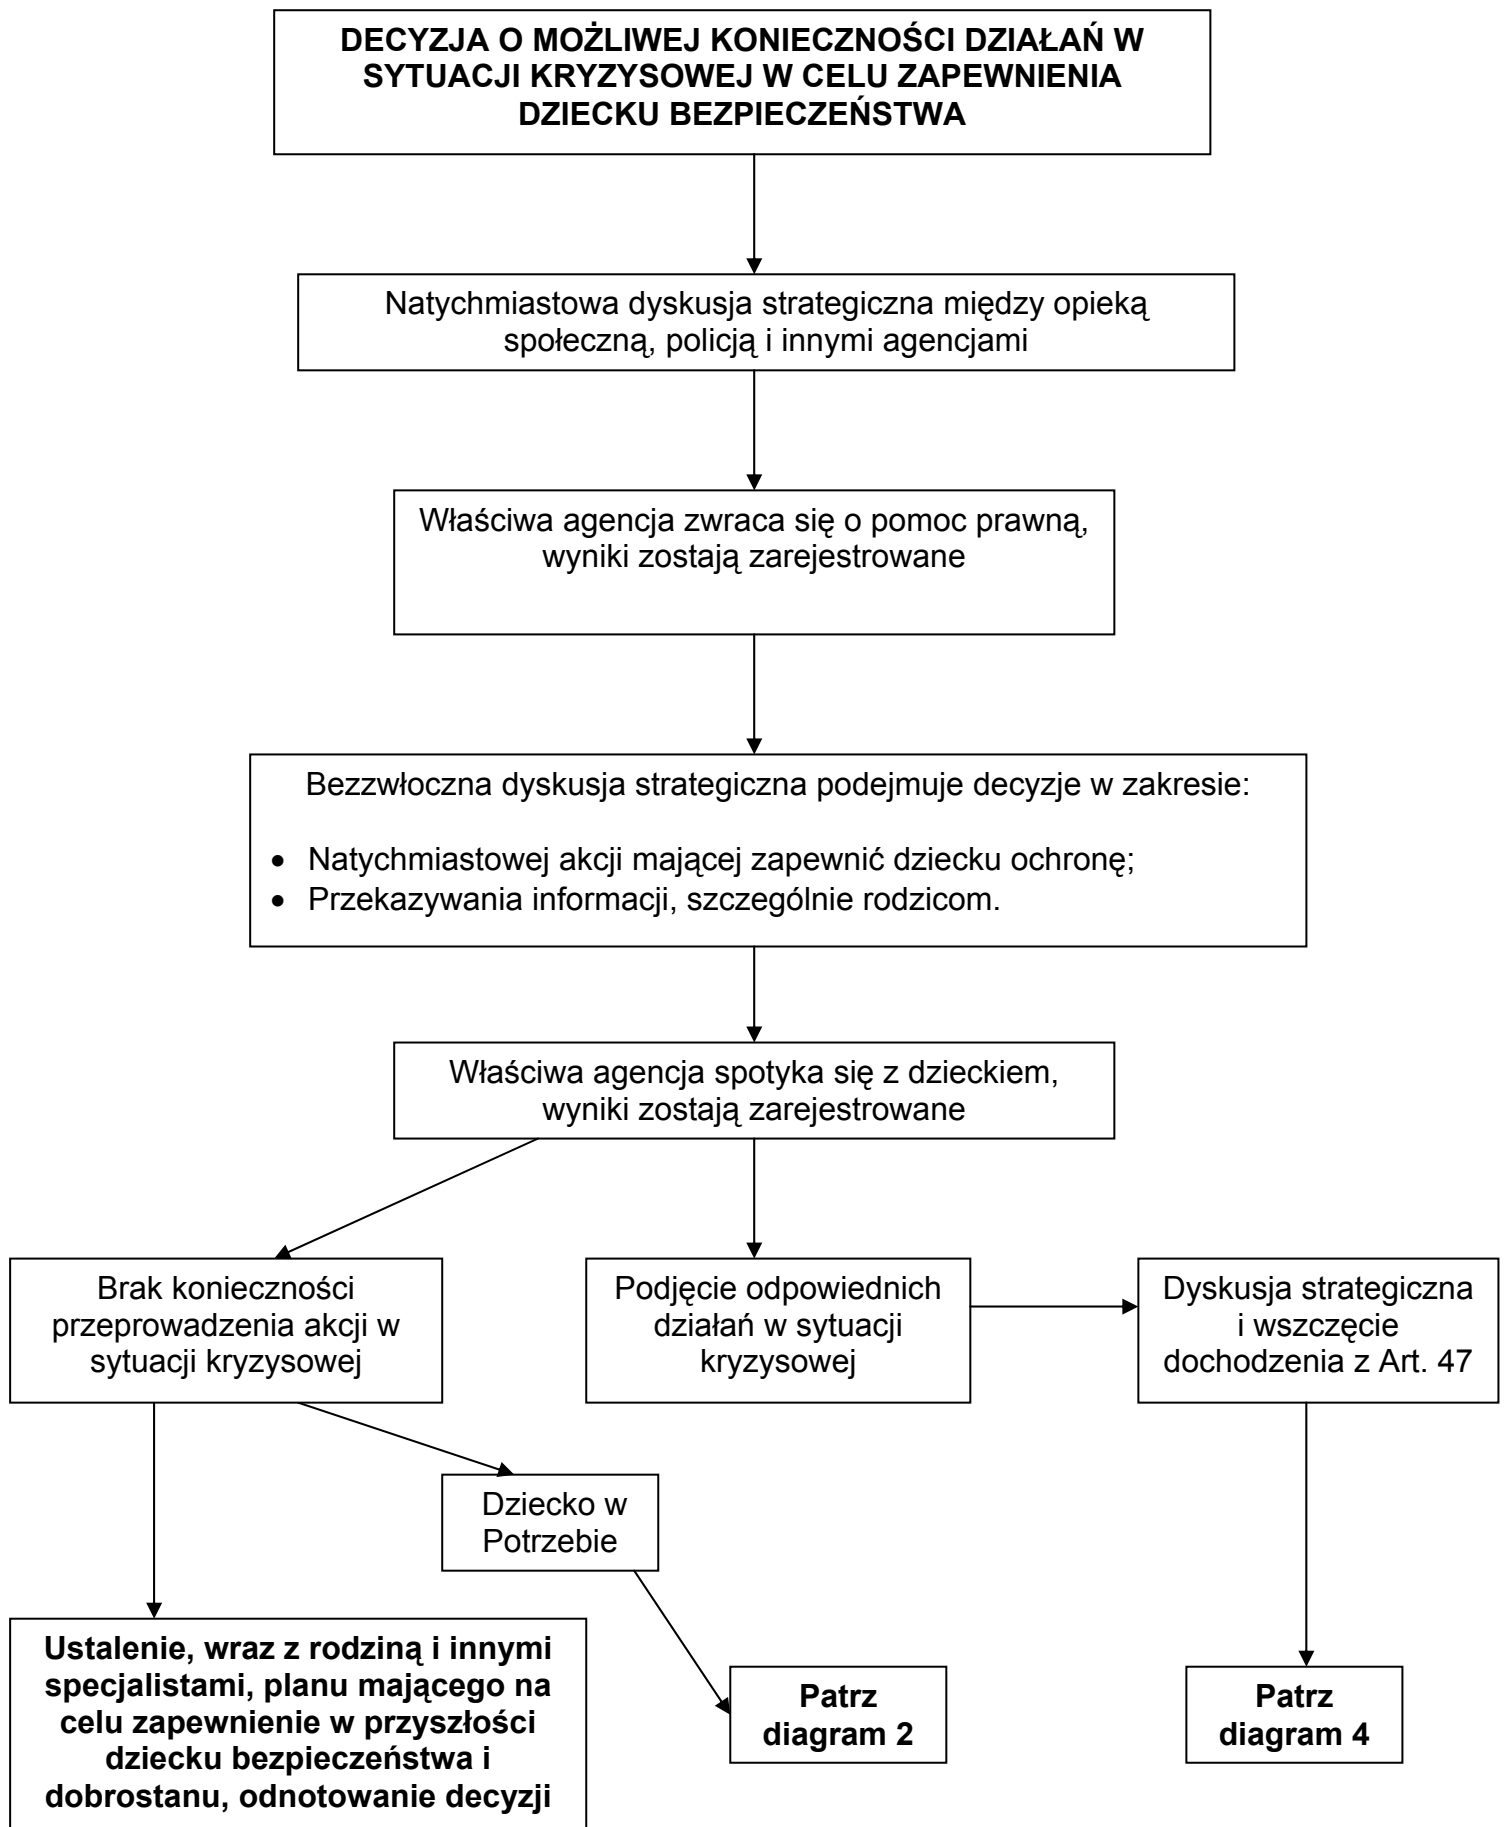 DECYZJA O MOŻLIWEJ KONIECZNOŚCI DZIAŁAŃ W
SYTUACJI KRYZYSOWEJ W CELU ZAPEWNIENIA
DZIECKU BEZPIECZEŃSTWA
Natychmiastowa dyskusja strategiczna między opieką
społeczną, policją i innymi agencjami
Właściwa agencja zwraca się o pomoc prawną,
wyniki zostają zarejestrowane
Bezzwłoczna dyskusja strategiczna podejmuje decyzje w zakresie:
• Natychmiastowej akcji mającej zapewnić dziecku ochronę;
• Przekazywania informacji, szczególnie rodzicom.
Właściwa agencja spotyka się z dzieckiem,
wyniki zostają zarejestrowane
Brak konieczności
przeprowadzenia akcji w
sytuacji kryzysowej
Podjęcie odpowiednich
działań w sytuacji
kryzysowej
Dyskusja strategiczna
i wszczęcie
dochodzenia z Art. 47
Dziecko w
Potrzebie
Ustalenie, wraz z rodziną i innymi
specjalistami, planu mającego na
celu zapewnienie w przyszłości
dziecku bezpieczeństwa i
dobrostanu, odnotowanie decyzji
Patrz
diagram 2
Patrz
diagram 4